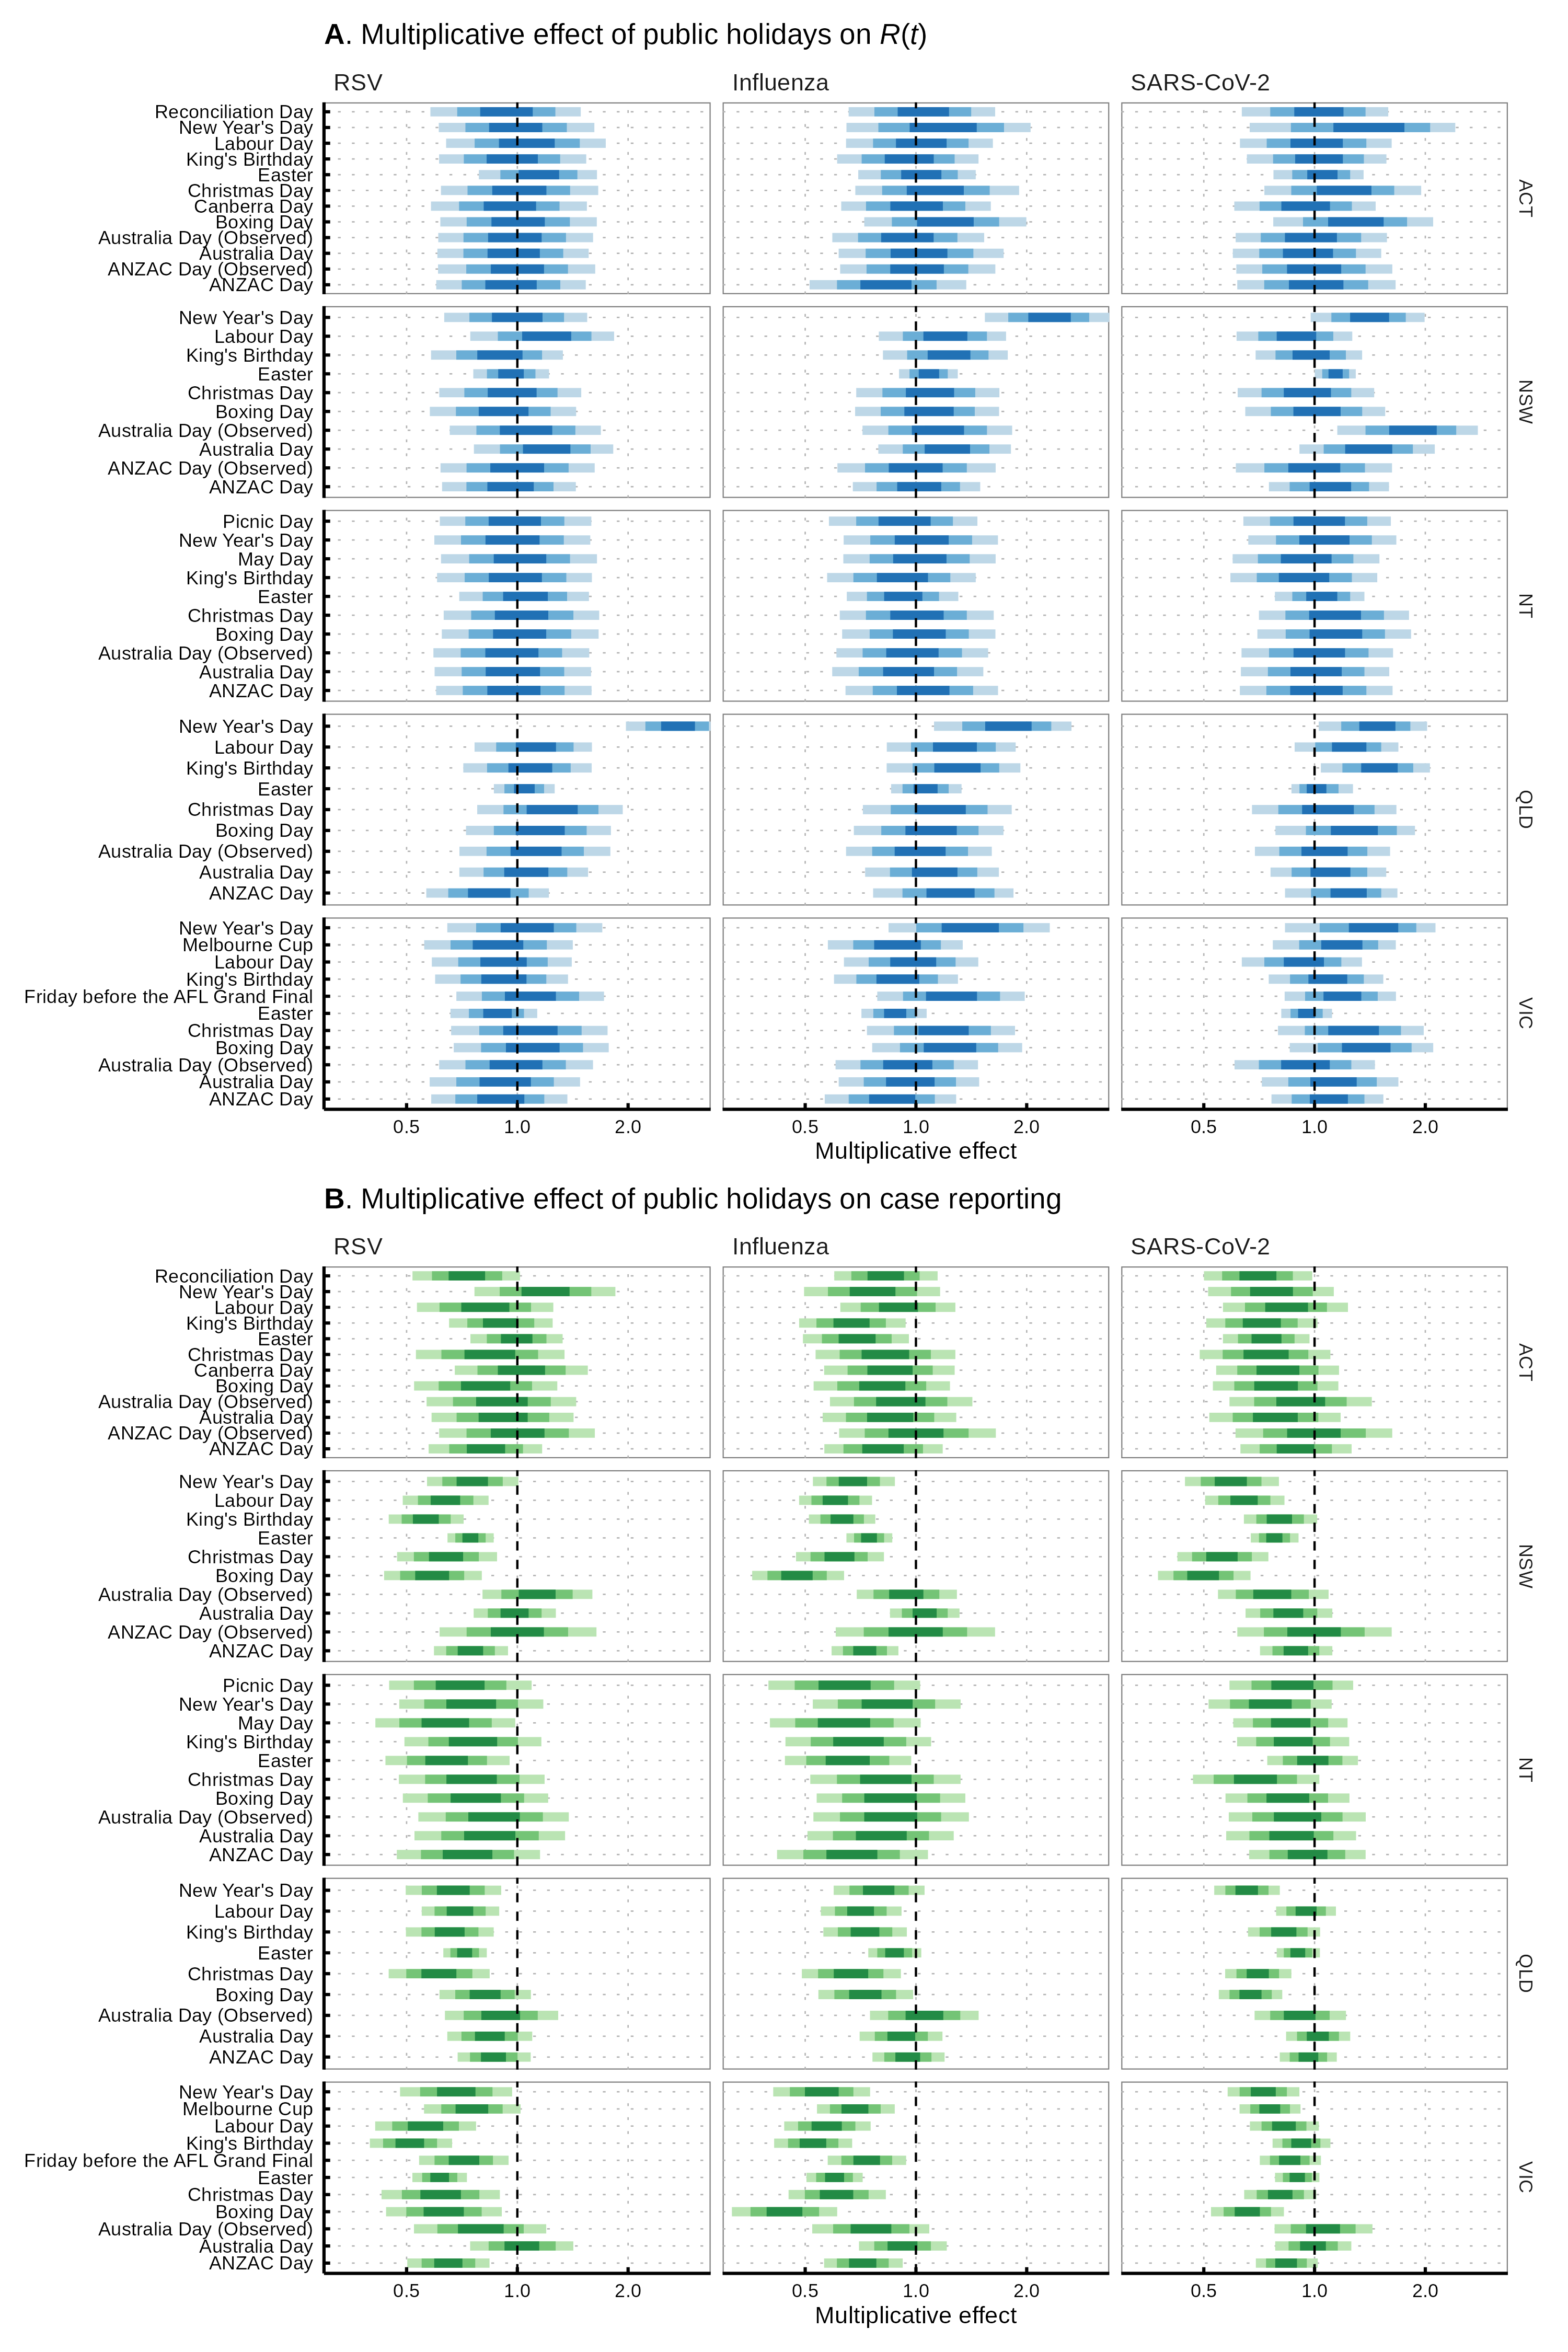 A. Multiplicative effect of public holidays on R(t)
RSV
Influenza
SARS-CoV-2
Reconciliation Day
New Year's Day
Labour Day
King's Birthday
Easter
Christmas Day
Canberra Day
Boxing Day
Australia Day (Observed)
Australia Day
ANZAC Day (Observed)
ANZAC Day
ACT
New Year's Day
Labour Day
King's Birthday
Easter
Christmas Day
Boxing Day
Australia Day (Observed)
Australia Day
ANZAC Day (Observed)
ANZAC Day
NSW
Picnic Day
New Year's Day
May Day
King's Birthday
Easter
Christmas Day
Boxing Day
Australia Day (Observed)
Australia Day
ANZAC Day
NT
New Year's Day
Labour Day
King's Birthday
Easter
Christmas Day
Boxing Day
Australia Day (Observed)
Australia Day
ANZAC Day
QLD
New Year's Day
Melbourne Cup
Labour Day
King's Birthday
Friday before the AFL Grand Final
Easter
Christmas Day
Boxing Day
Australia Day (Observed)
Australia Day
ANZAC Day
VIC
0.5 1.0 2.0 0.5 1.0 2.0 0.5 1.0 2.0
Multiplicative effect
B. Multiplicative effect of public holidays on case reporting
RSV
Influenza
SARS-CoV-2
Reconciliation Day
New Year's Day
Labour Day
King's Birthday
Easter
Christmas Day
Canberra Day
Boxing Day
Australia Day (Observed)
Australia Day
ANZAC Day (Observed)
ANZAC Day
ACT
New Year's Day
Labour Day
King's Birthday
Easter
Christmas Day
Boxing Day
Australia Day (Observed)
Australia Day
ANZAC Day (Observed)
ANZAC Day
NSW
Picnic Day
New Year's Day
May Day
King's Birthday
Easter
Christmas Day
Boxing Day
Australia Day (Observed)
Australia Day
ANZAC Day
NT
New Year's Day
Labour Day
King's Birthday
Easter
Christmas Day
Boxing Day
Australia Day (Observed)
Australia Day
ANZAC Day
QLD
New Year's Day
Melbourne Cup
Labour Day
King's Birthday
Friday before the AFL Grand Final
Easter
Christmas Day
Boxing Day
Australia Day (Observed)
Australia Day
ANZAC Day
VIC
0.5 1.0 2.0 0.5 1.0 2.0 0.5 1.0 2.0
Multiplicative effect